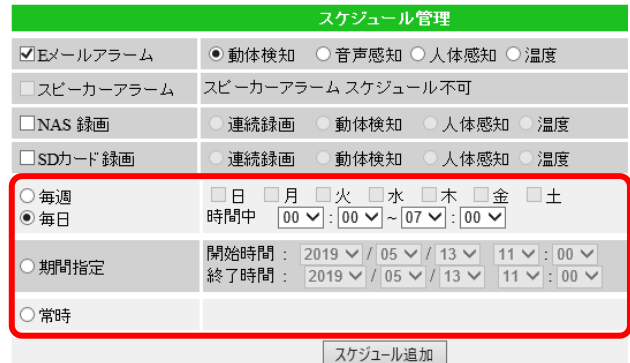 スケジュール管理
Eメールアラーム 動体検知 音声感知 人体感知 温度
スピーカーアラーム スピーカーアラーム スケジュール不可
NAS 録画 連続録画 動体検知 人体感知 温度
SDカード録画 連続録画 動体検知 人体感知 温度
毎週 日 月 火 水 木 金 土
毎日 時間中 00 : 00 ~ 07 : 00
期間指定 開始時間 : 2019 / 05 / 13 11 : 00
終了時間 : 2019 / 05 / 13 11 : 00
常時
スケジュール追加